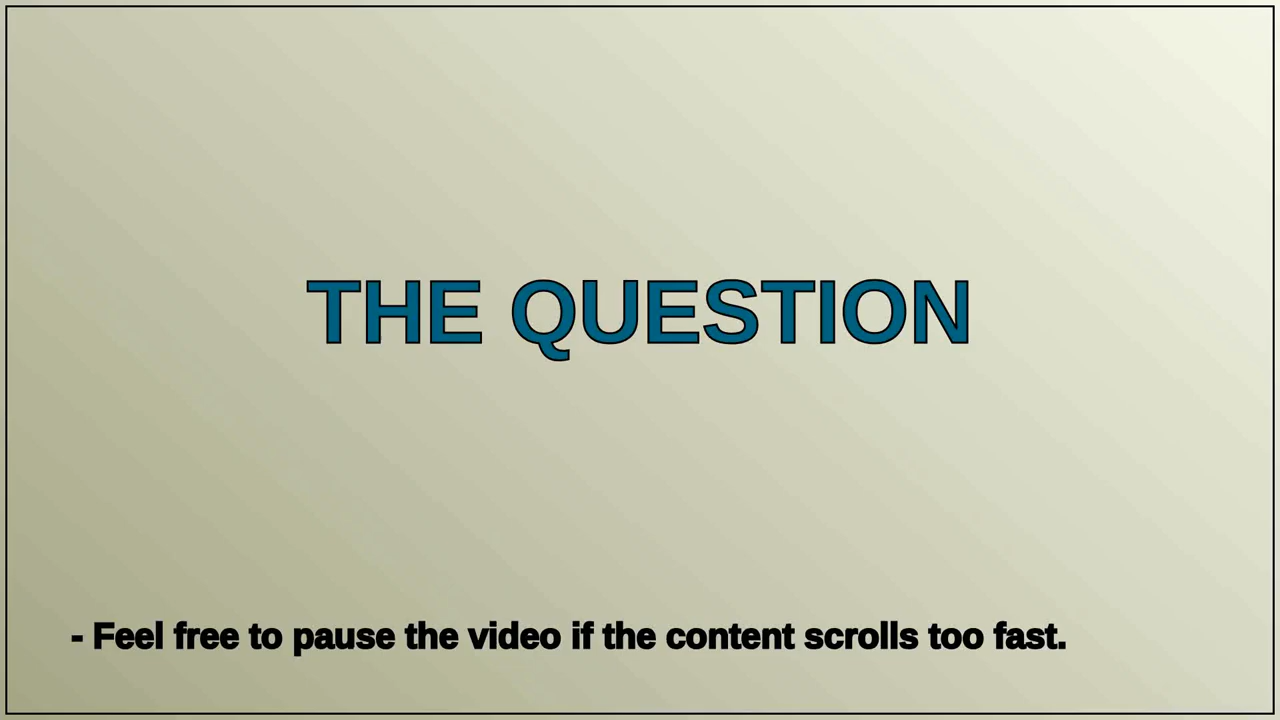 THE QUESTION
- Feel free to pause the video if the content scrolls too fast.